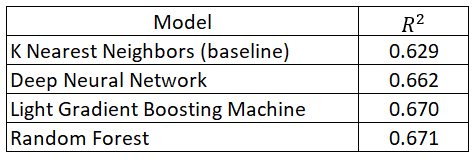 Model R²
K Nearest Neighbors (baseline) 0.629
Deep Neural Network 0.662
Light Gradient Boosting Machine 0.670
Random Forest 0.671